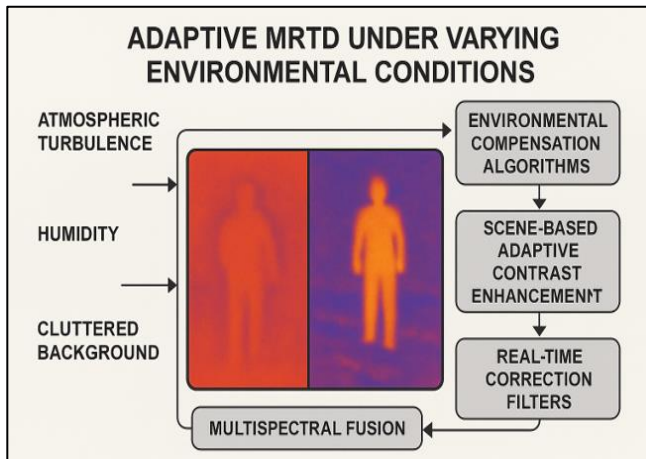 ADAPTIVE MRTD UNDER VARYING
ENVIRONMENTAL CONDITIONS
ATMOSPHERIC
TURBULENCE
HUMIDITY
CLUTTERED
BACKGROUND
ENVIRONMENTAL
COMPENSATION
ALGORITHMS
SCENE-BASED
ADAPTIVE
CONTRAST
ENHANCEMENT
REAL-TIME
CORRECTION
FILTERS
MULTISPECTRAL FUSION